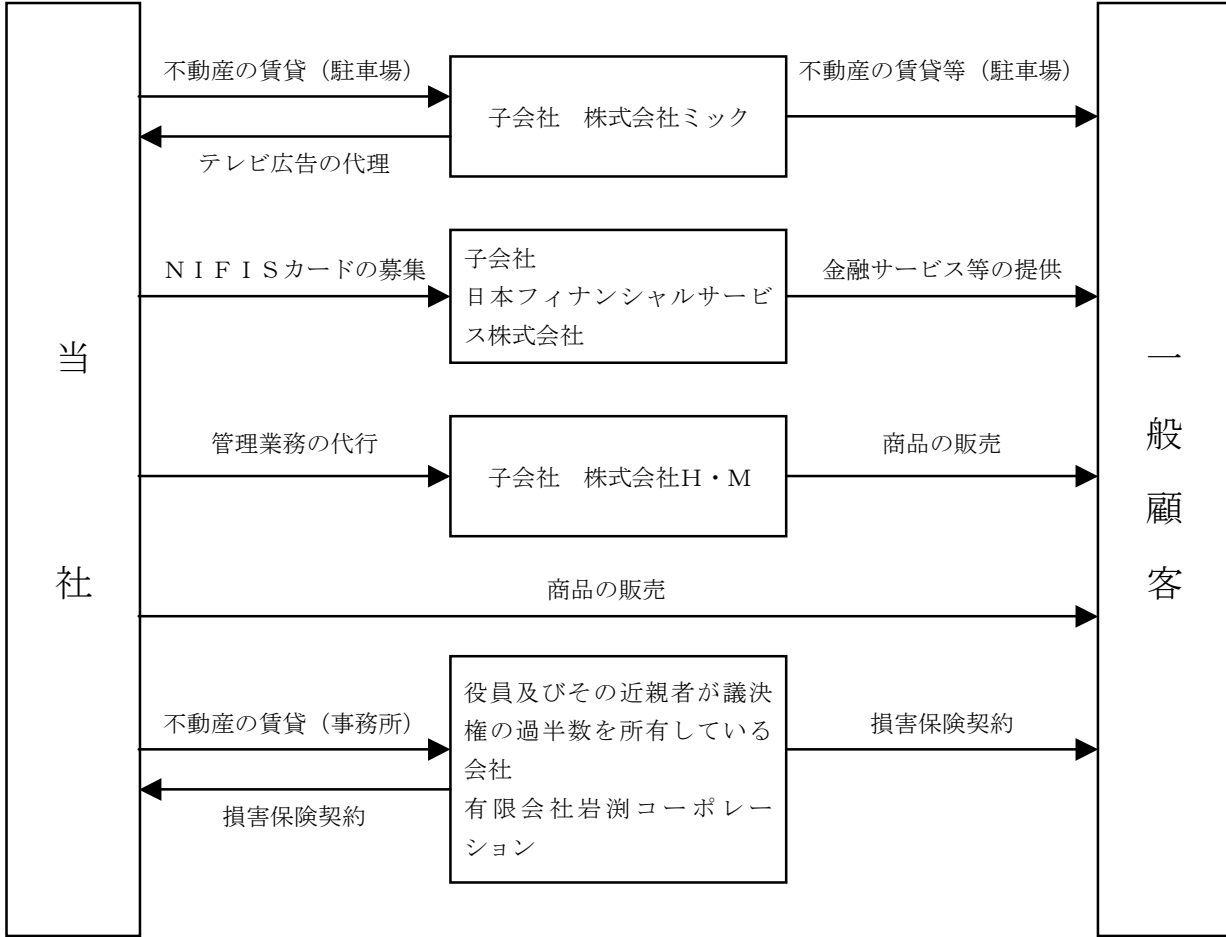 不動産の賃貸（駐車場）
子会社　株式会社ミック
不動産の賃貸等（駐車場）
テレビ広告の代理
ＮＩＦＩＳカードの募集
子会社
日本フィナンシャルサービ
ス株式会社
金融サービス等の提供
当社
一般顧客
管理業務の代行
子会社　株式会社Ｈ・Ｍ
商品の販売
商品の販売
不動産の賃貸（事務所）
役員及びその近親者が議決
権の過半数を所有している
会社
有限会社岩渕コーポレー
ション
損害保険契約
損害保険契約